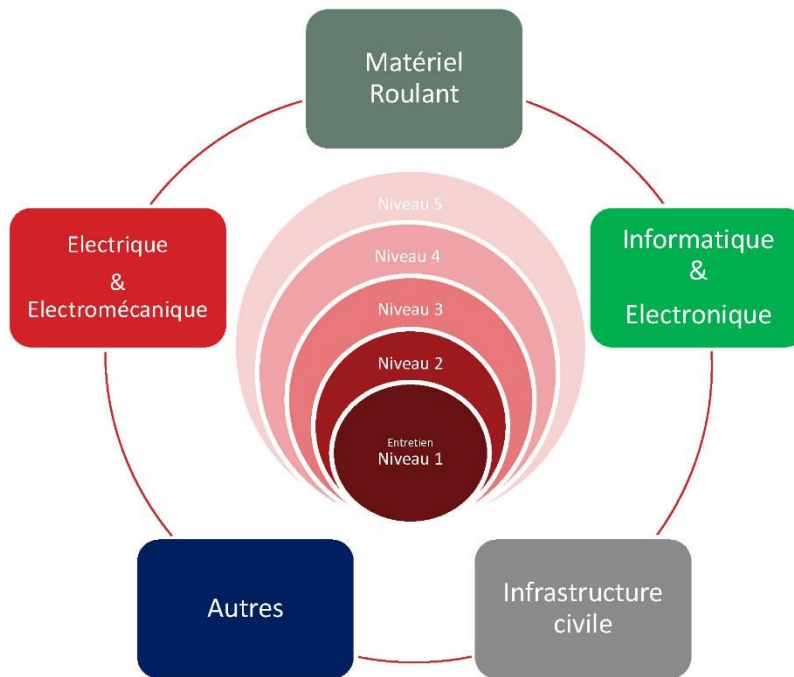 Matériel
Roulant
Electrique
&
Electromécanique
Informatique
&
Electronique
Niveau 5
Niveau 4
Niveau 3
Niveau 2
Entretien
Niveau 1
Autres
Infrastructure
civile